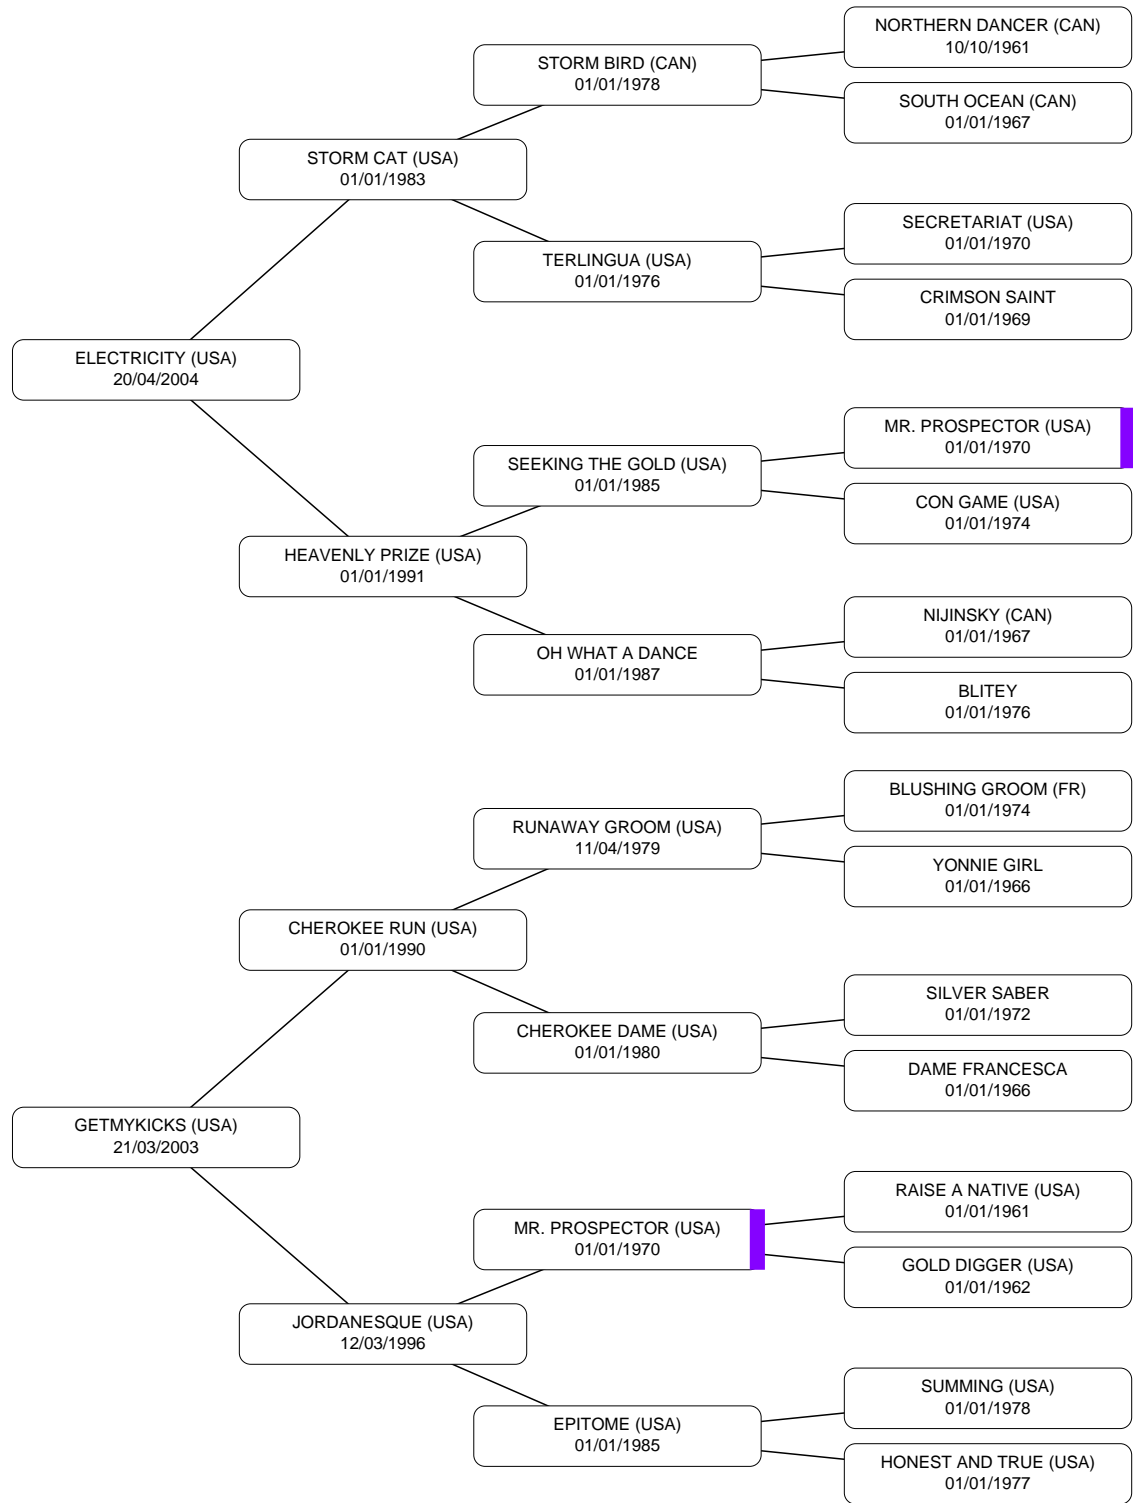 NORTHERN DANCER (CAN)
10/10/1961
STORM BIRD (CAN)
01/01/1978
SOUTH OCEAN (CAN)
01/01/1967
STORM CAT (USA)
01/01/1983
SECRETARIAT (USA)
01/01/1970
TERLINGUA (USA)
01/01/1976
CRIMSON SAINT
01/01/1969
ELECTRICITY (USA)
20/04/2004
MR. PROSPECTOR (USA)
01/01/1970
SEEKING THE GOLD (USA)
01/01/1985
CON GAME (USA)
01/01/1974
HEAVENLY PRIZE (USA)
01/01/1991
NIJINSKY (CAN)
01/01/1967
OH WHAT A DANCE
01/01/1987
BLITEY
01/01/1976
BLUSHING GROOM (FR)
01/01/1974
RUNAWAY GROOM (USA)
11/04/1979
YONNIE GIRL
01/01/1966
CHEROKEE RUN (USA)
01/01/1990
SILVER SABER
01/01/1972
CHEROKEE DAME (USA)
01/01/1980
DAME FRANCESCA
01/01/1966
GETMYKICKS (USA)
21/03/2003
RAISE A NATIVE (USA)
01/01/1961
MR. PROSPECTOR (USA)
01/01/1970
GOLD DIGGER (USA)
01/01/1962
JORDANESQUE (USA)
12/03/1996
SUMMING (USA)
01/01/1978
EPITOME (USA)
01/01/1985
HONEST AND TRUE (USA)
01/01/1977